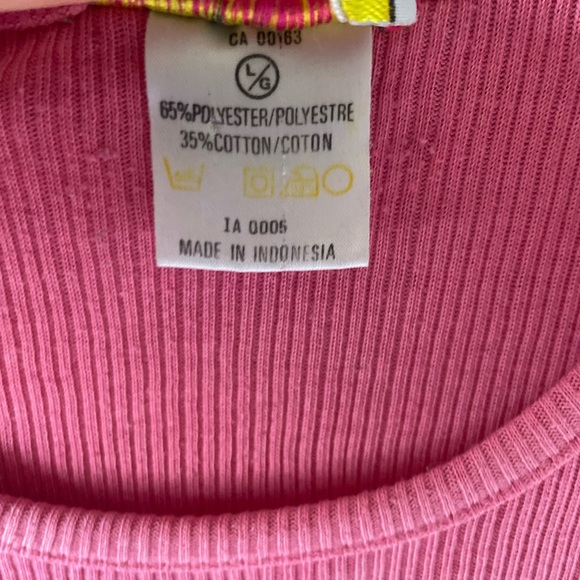 CA 00163
L/G
65%POLYESTER/POLYESTRE
35%COTTON/COTON
IA 0005
MADE IN INDONESIA